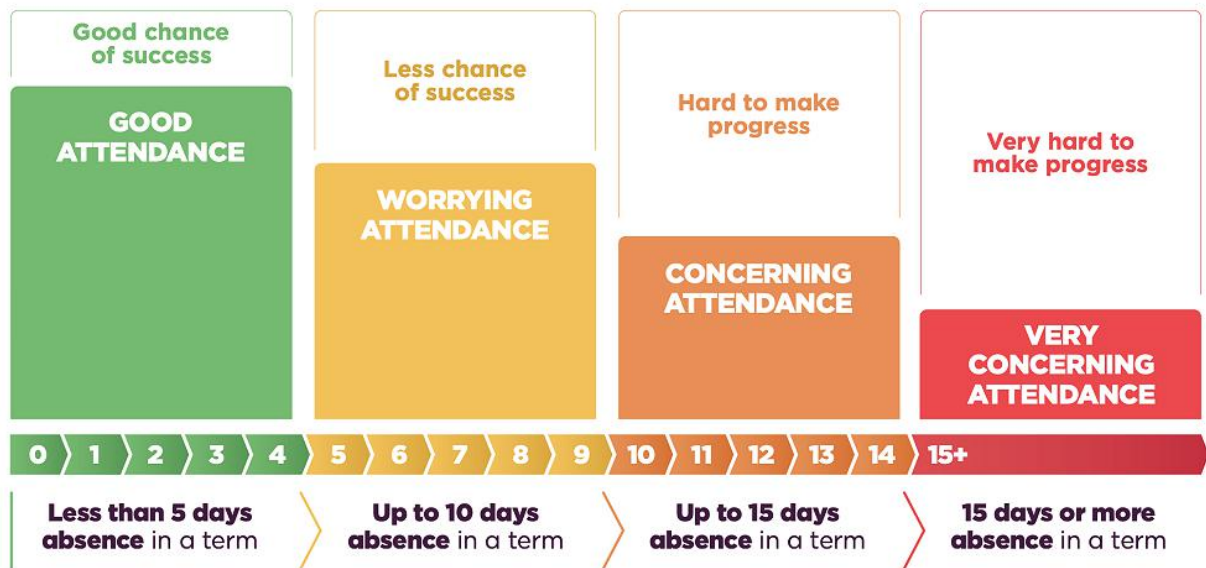 Good chance
of success
GOOD
ATTENDANCE
Less chance
of success
WORRYING
ATTENDANCE
Hard to make
progress
CONCERNING
ATTENDANCE
Very hard to
make progress
VERY
CONCERNING
ATTENDANCE
0 1 2 3 4 5 6 7 8 9 10 11 12 13 14 15+
Less than 5 days
absence in a term
Up to 10 days
absence in a term
Up to 15 days
absence in a term
15 days or more
absence in a term